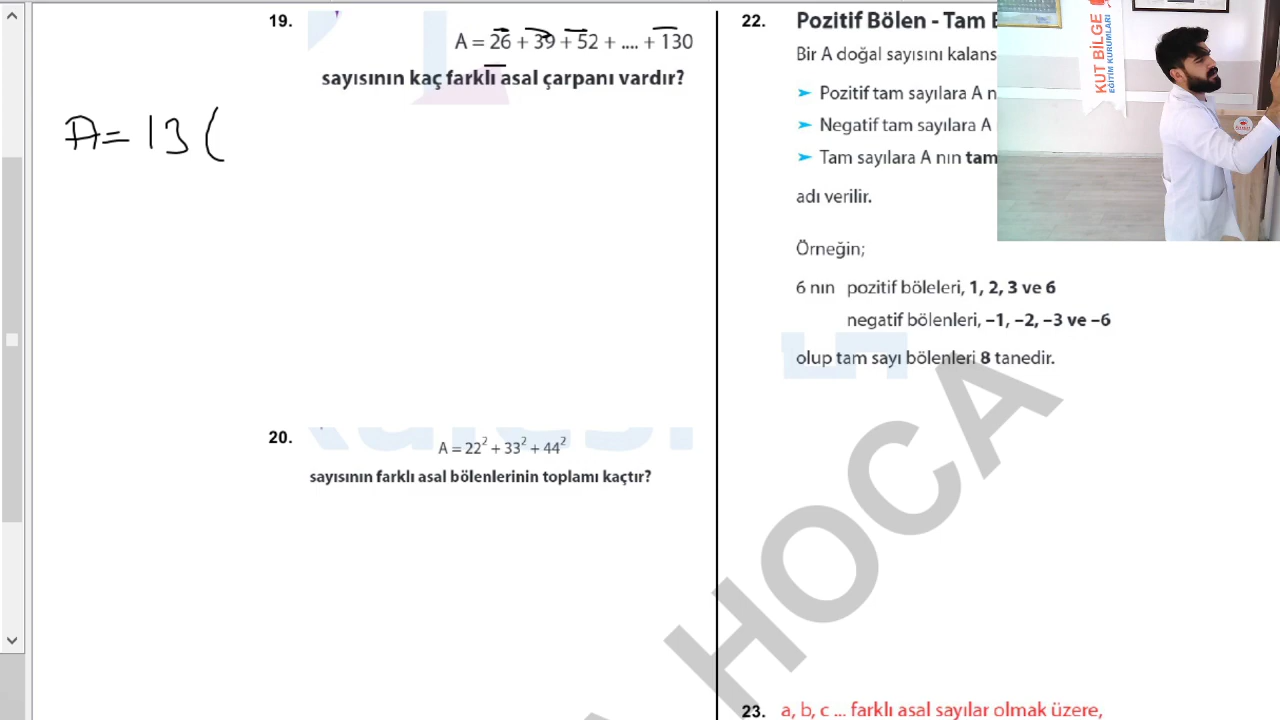 19.
A = 26 + 39 + 52 + .... + 130
sayısının kaç farklı asal çarpanı vardır?
A = 13 (
20.
A = 22² + 33² + 44²
sayısının farklı asal bölenlerinin toplamı kaçtır?
22. Pozitif Bölen - Tam
Bir A doğal sayısını
➤ Pozitif tam sayılara A
➤ Negatif tam sayılara A
➤ Tam sayılara A nın tam
adı verilir.
Örneğin;
6 nın pozitif böleleri, 1, 2, 3 ve 6
negatif bölenleri, –1, –2, –3 ve –6
olup tam sayı bölenleri 8 tanedir.
23. a, b, c ... farklı asal sayılar olmak üzere,
HOCA
KUT BİLGE
EĞİTİM KURUMLARI